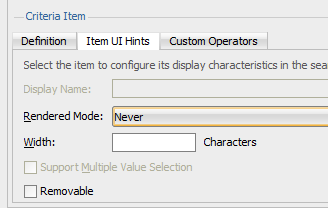 Criteria Item
Definition Item UI Hints Custom Operators
Select the item to configure its display characteristics in the sea
Display Name:
Rendered Mode: Never
Width: Characters
Support Multiple Value Selection
Removable